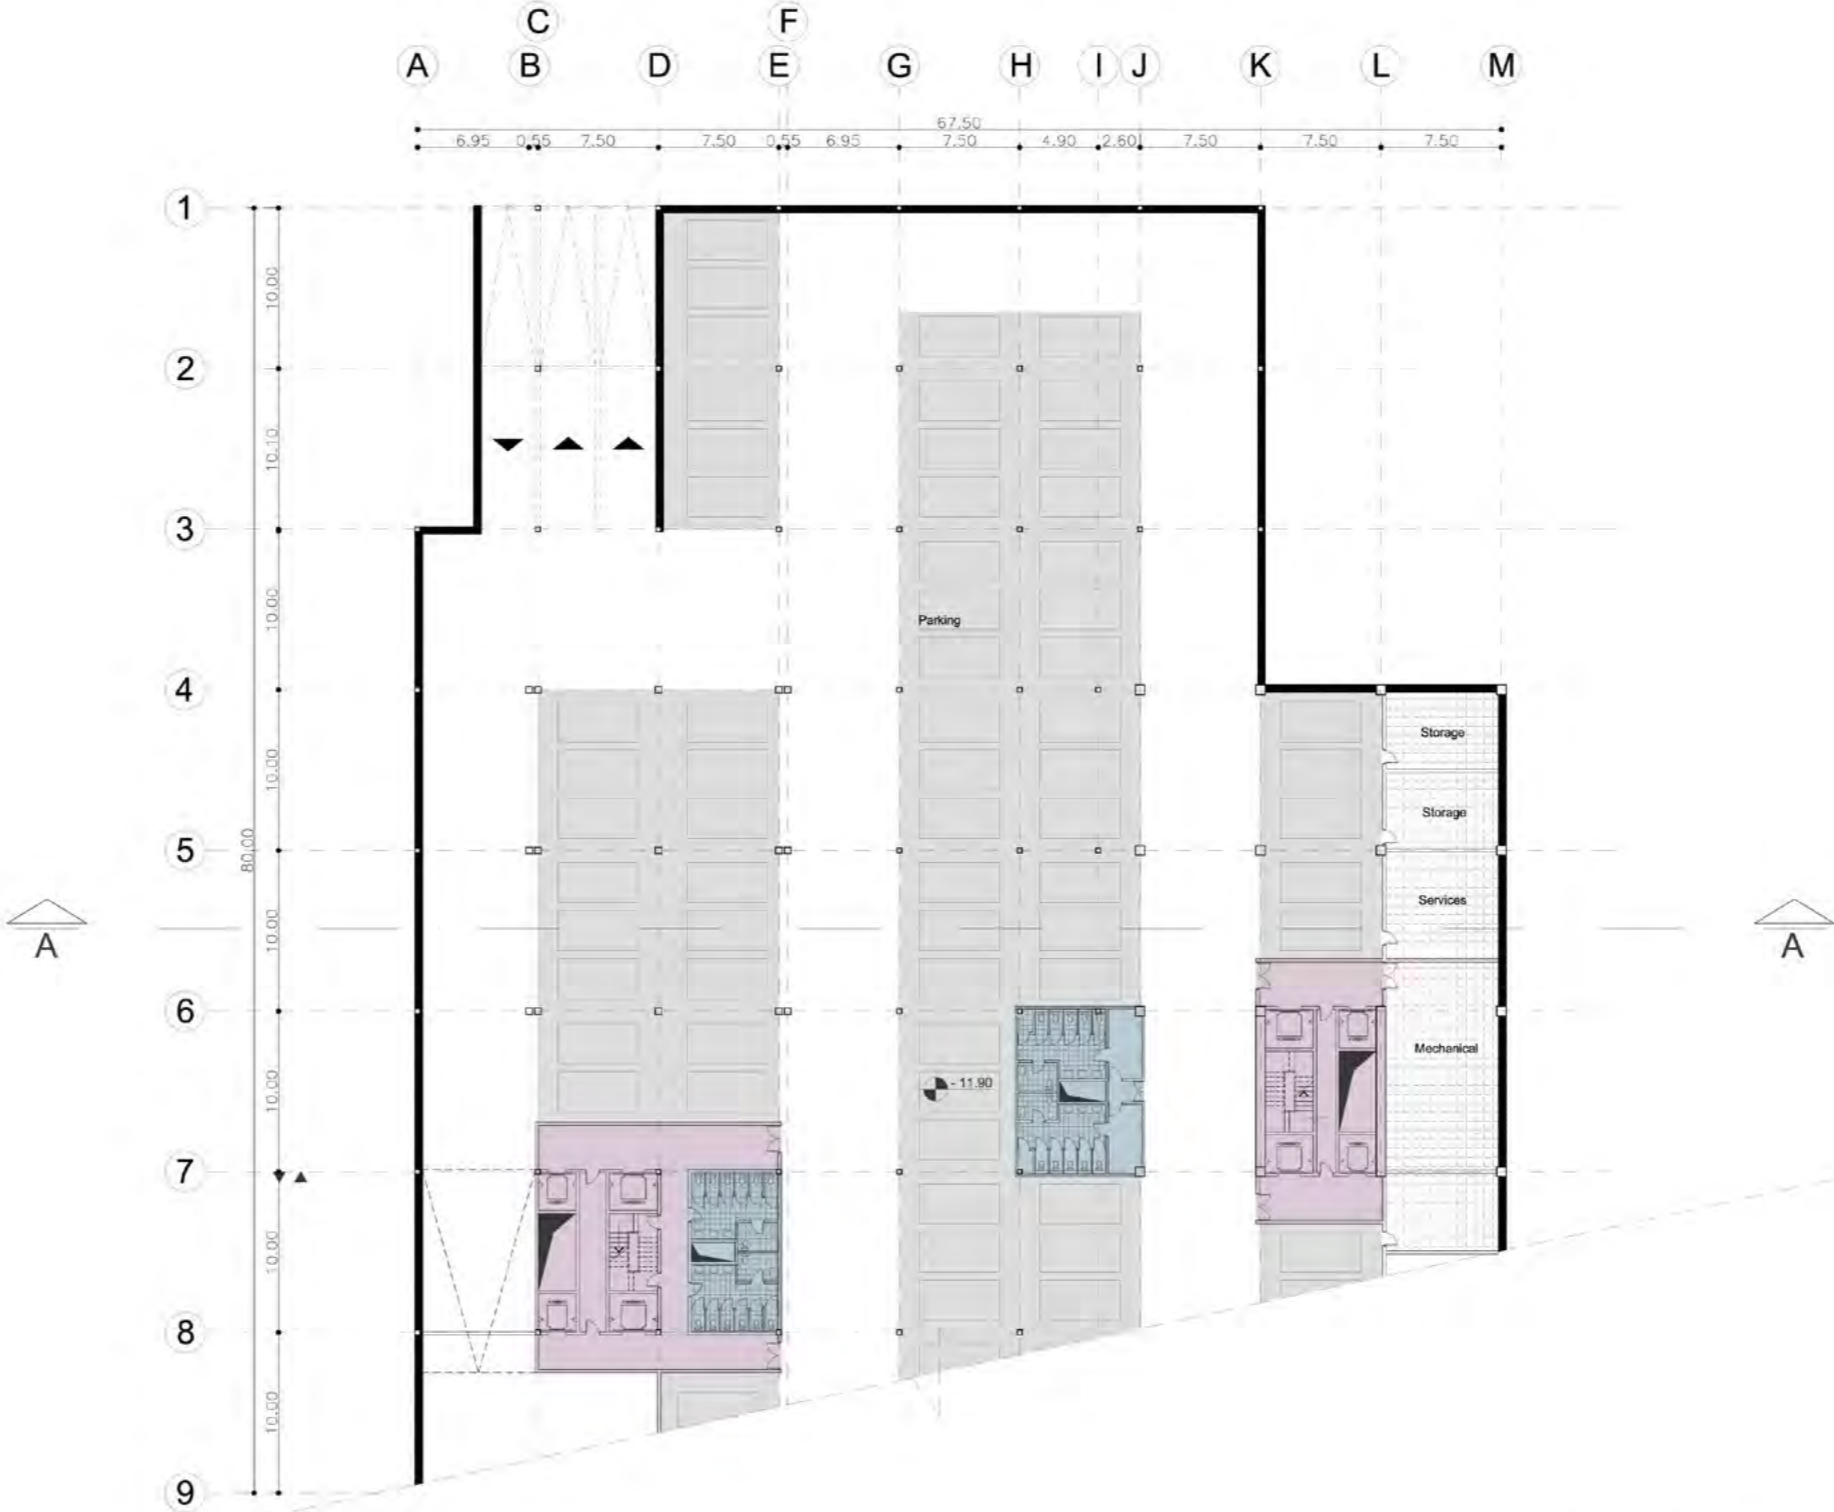 C F
A B D E G H I J K L M
67.50
6.95 0.55 7.50 7.50 0.55 6.95 7.50 4.90 2.60 7.50 7.50 7.50
1
10.00
2
10.10
3
10.00
Parking
4
Storage
10.00
Storage
5
80.00
Services
A 10.00 A
6
Mechanical
- 11.90
10.00
7
10.00
8
10.00
9